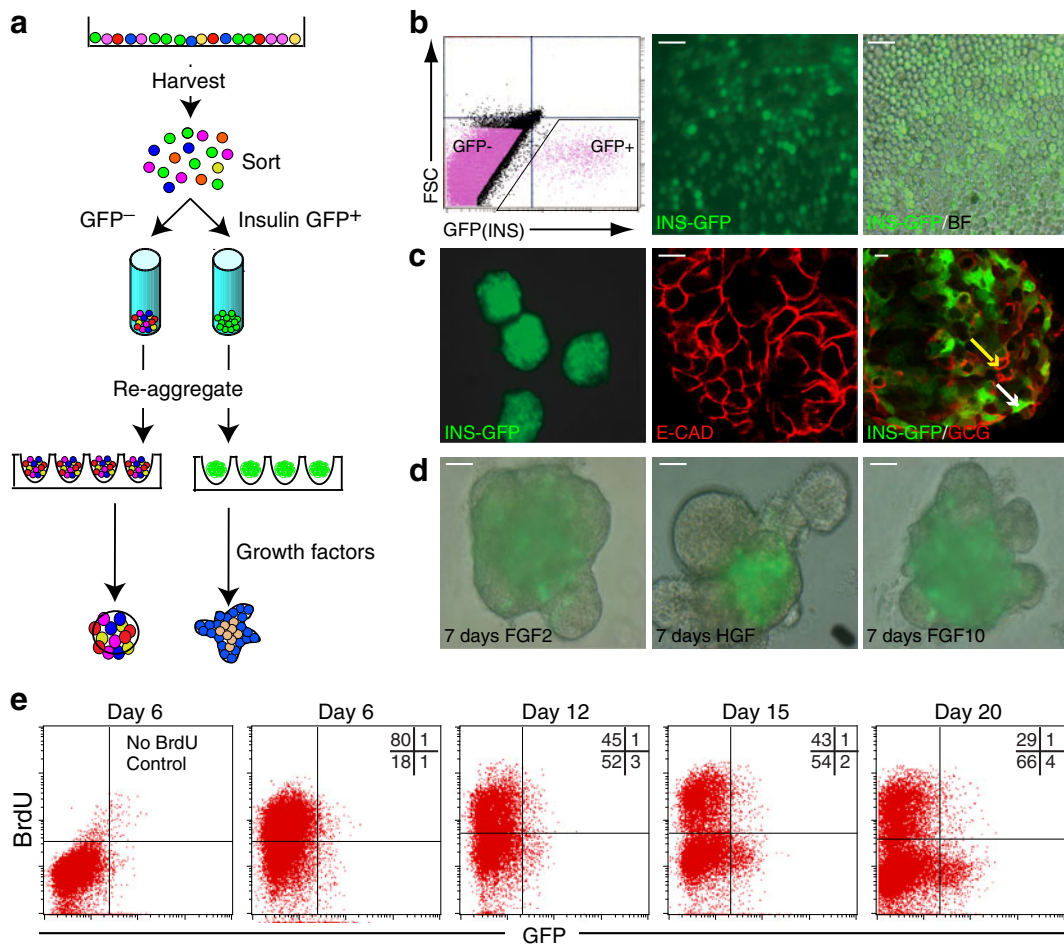 a
Harvest
Sort
GFP–
Insulin GFP+
Re-aggregate
Growth factors
b
FSC
GFP-
GFP+
GFP(INS)
INS-GFP
INS-GFP/BF
c
INS-GFP
E-CAD
INS-GFP/GCG
d
7 days FGF2
7 days HGF
7 days FGF10
e
Day 6
Day 6
Day 12
Day 15
Day 20
BrdU
No BrdU
Control
80 1
18 1
45 1
52 3
43 1
54 2
29 1
66 4
GFP